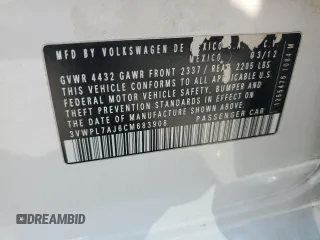 MFD BY VOLKSWAGEN DE MEXICO S.A. C.V.
MEXICO 03/12
GVWR 4432 GAWR FRONT 2337 REAR 2205 LBS
THIS VEHICLE CONFORMS TO ALL APPLICABLE
FEDERAL MOTOR VEHICLE SAFETY, BUMPER AND
THEFT PREVENTION STANDARDS IN EFFECT ON THE
DATE OF MANUFACTURE SHOWN ABOVE.
3VWPL7AJ6CM683908 PASSENGER CAR
DREAMBID